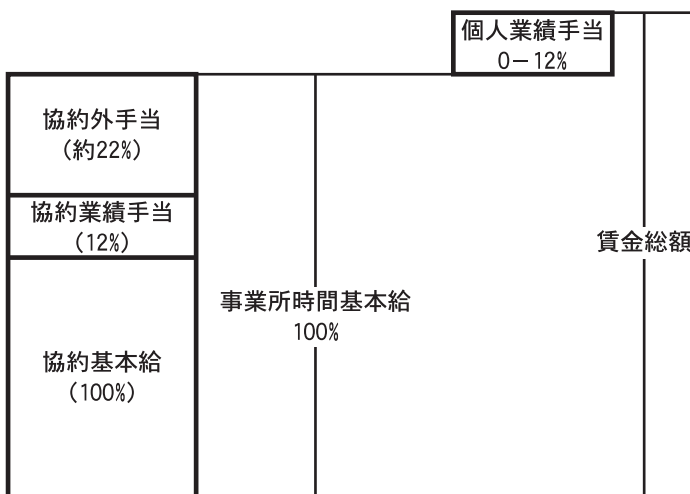 個人業績手当
0－12%
協約外手当
（約22%）
協約業績手当
（12%）
賃金総額
事業所時間基本給
100%
協約基本給
（100%）